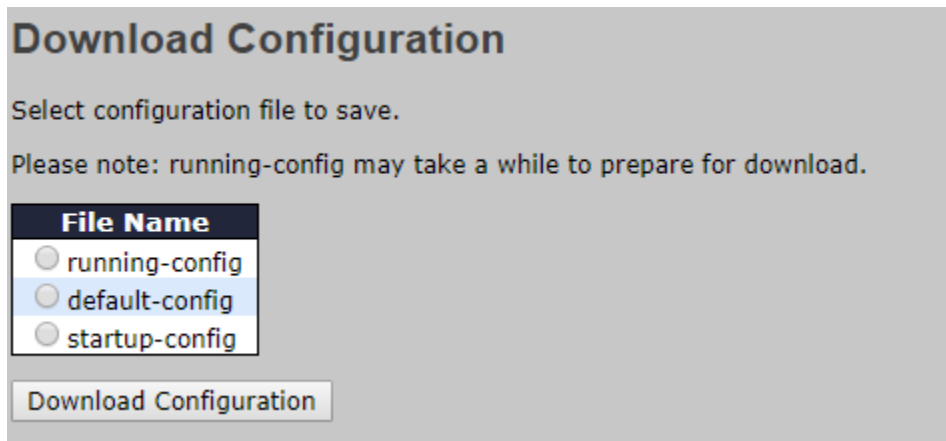 Download Configuration
Select configuration file to save.
Please note: running-config may take a while to prepare for download.
File Name
running-config
default-config
startup-config
Download Configuration